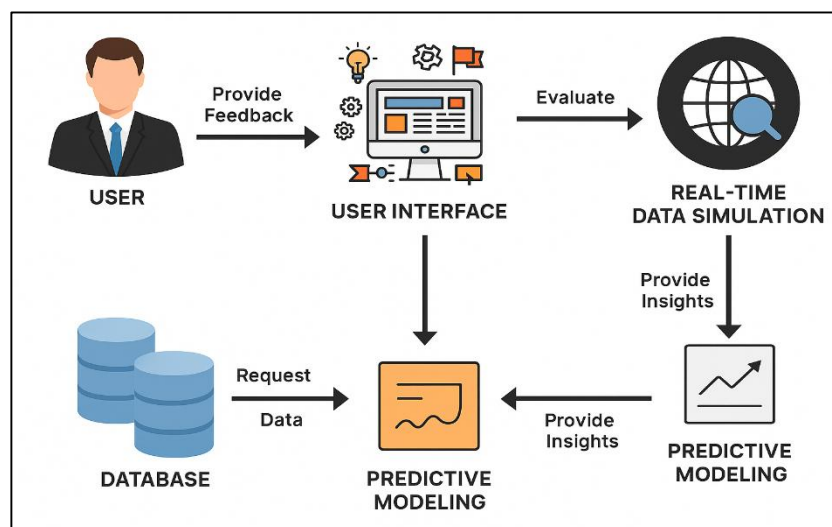 Provide
Feedback
Evaluate
USER
USER INTERFACE
REAL-TIME
DATA SIMULATION
Provide
Insights
Request
Data
Provide
Insights
DATABASE
PREDICTIVE
MODELING
PREDICTIVE
MODELING